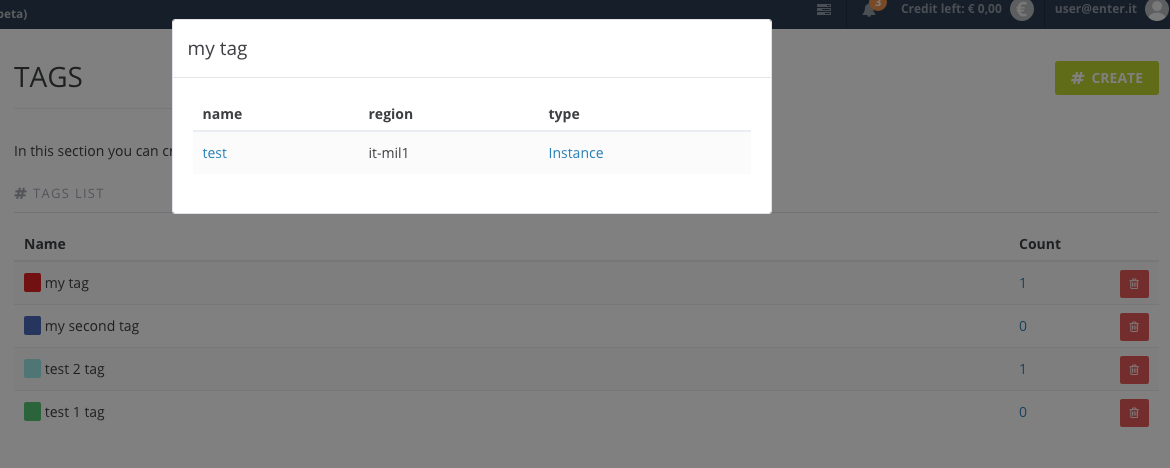 beta)
3
Credit left: € 0,00
€
user@enter.it
my tag
name region type
test it-mil1 Instance
TAGS
# CREATE
In this section you can
# TAGS LIST
Name Count
my tag 1
my second tag 0
test 2 tag 1
test 1 tag 0